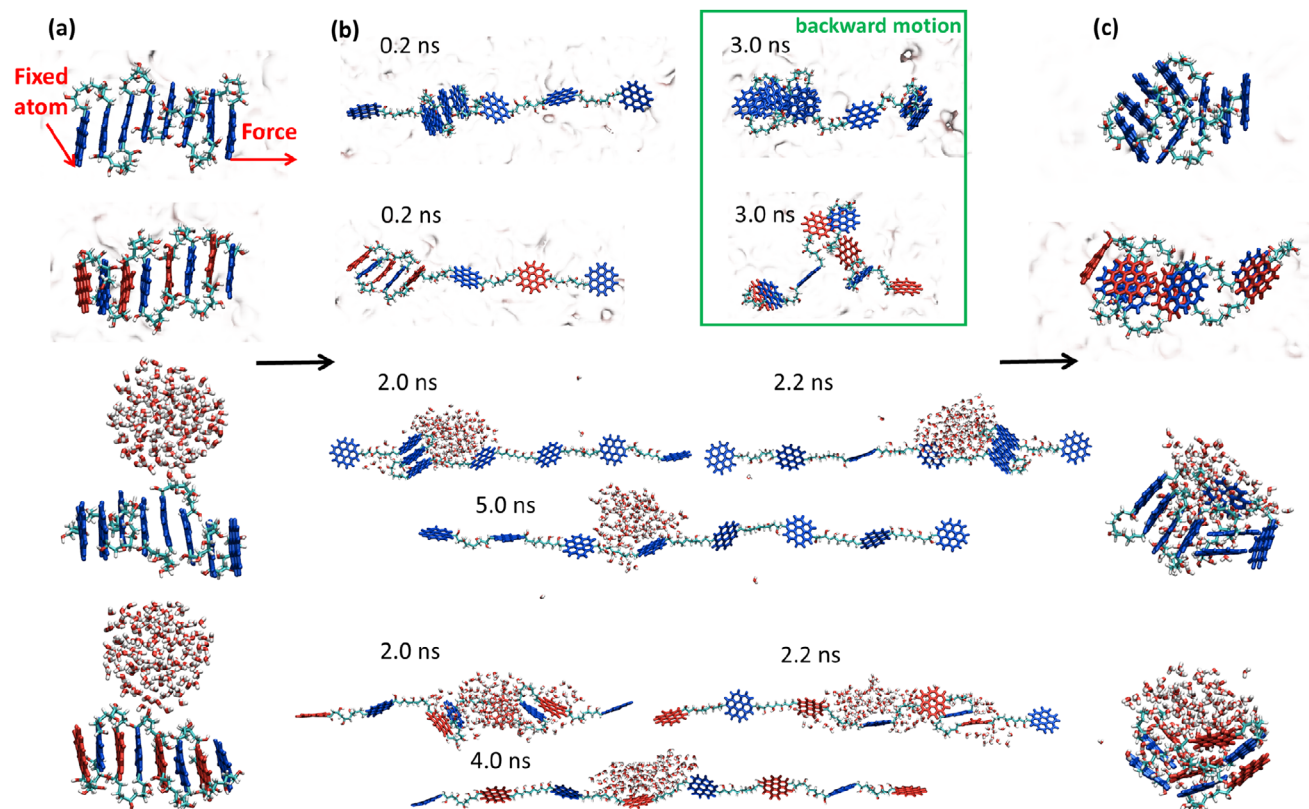 (a)
(b)
(c)
backward motion
0.2 ns
3.0 ns
Fixed
atom
Force
0.2 ns
3.0 ns
2.0 ns
2.2 ns
5.0 ns
2.0 ns
2.2 ns
4.0 ns